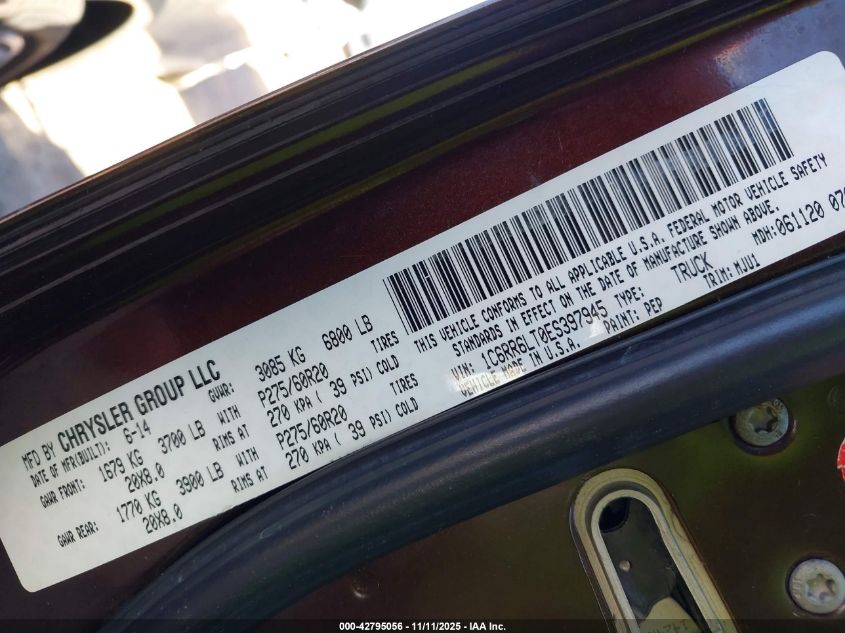 MFD BY CHRYSLER GROUP LLC
DATE OF MFR(BUILT): 6-14
GAWR FRONT: 1679 KG 3700 LB WITH
20X8.0 RIMS AT
GAWR REAR: 1770 KG 3900 LB WITH
20X8.0 RIMS AT
GVWR 3085 KG 6800 LB
P275/60R20 TIRES
270 KPA ( 39 PSI) COLD
P275/60R20 TIRES
270 KPA ( 39 PSI) COLD
THIS VEHICLE CONFORMS TO ALL APPLICABLE U.S.A. FEDERAL MOTOR VEHICLE SAFETY
STANDARDS IN EFFECT ON THE DATE OF MANUFACTURE SHOWN ABOVE.
VIN: 1C6RR6LT0ES397945 TYPE: TRUCK MDH: 061120
VEHICLE MADE IN U.S.A. PAINT: PEP TRIM: MJU1
000-42795056 - 11/11/2025 - IAA Inc.